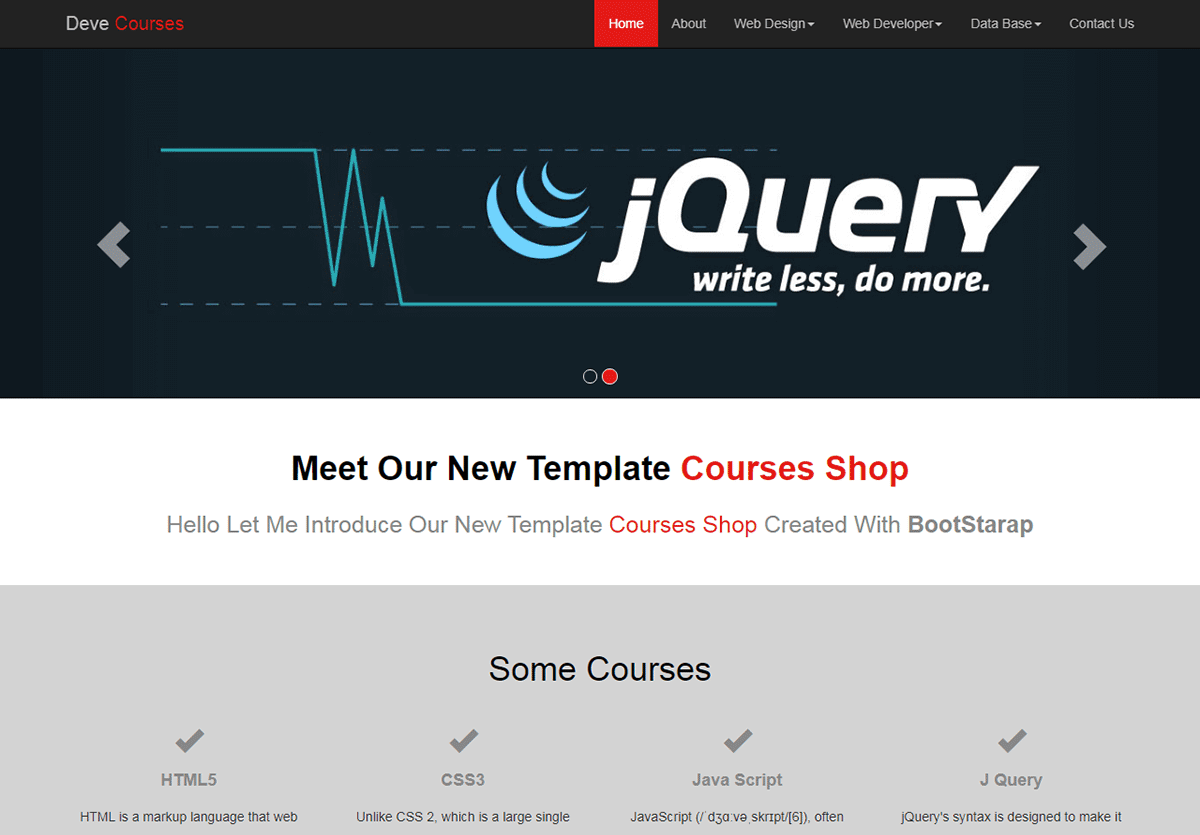 Deve Courses Home About Web Design Web Developer Data Base Contact Us
jQuery
write less, do more.
Meet Our New Template Courses Shop
Hello Let Me Introduce Our New Template Courses Shop Created With BootStarap
Some Courses
HTML5 CSS3 Java Script J Query
HTML is a markup language that web Unlike CSS 2, which is a large single JavaScript (/ˈdʒɑːvəˌskrɪpt/[6]), often jQuery's syntax is designed to make it